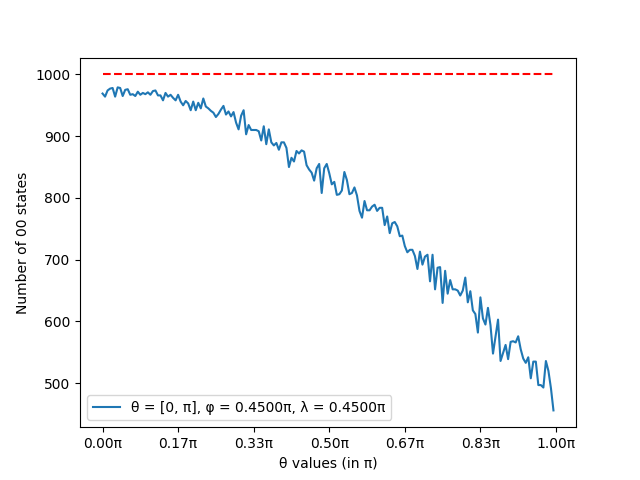 1000
900
800
700
600
500
Number of 00 states
θ = [0, π], φ = 0.4500π, λ = 0.4500π
0.00π 0.17π 0.33π 0.50π 0.67π 0.83π 1.00π
θ values (in π)